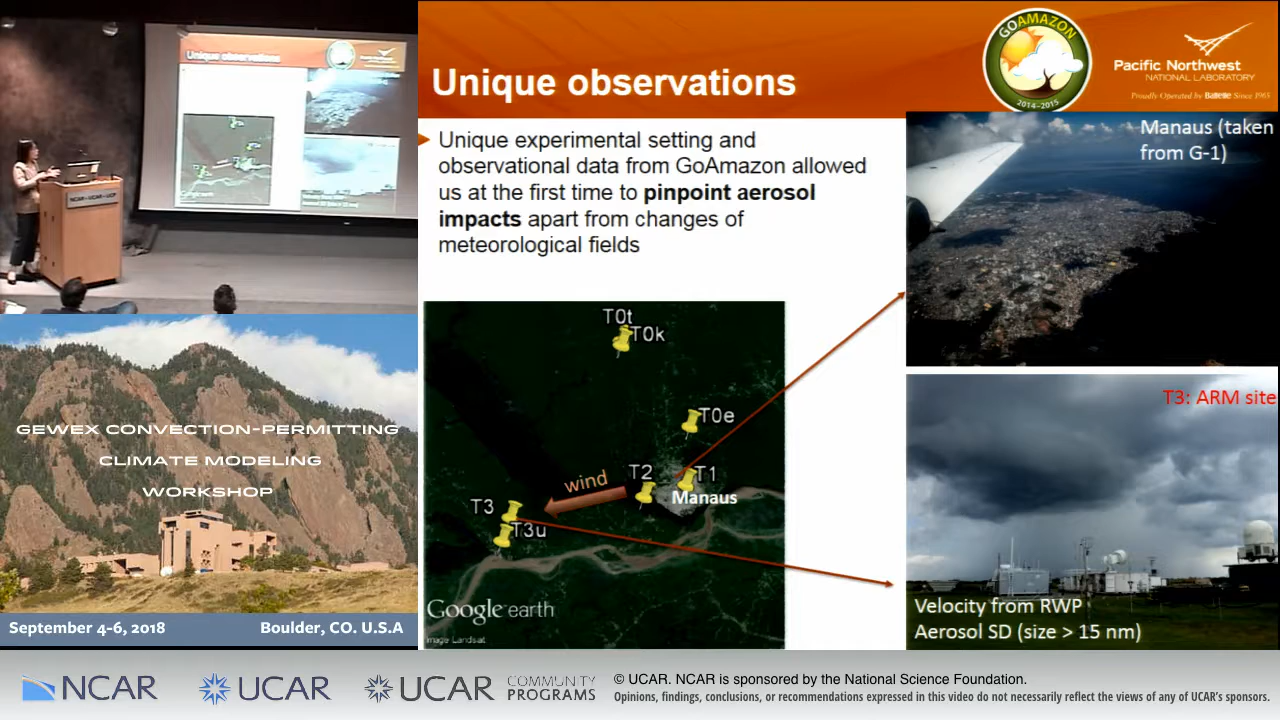 Unique observations
NCAR • UCAR • UCP
GEWEX CONVECTION-PERMITTING
CLIMATE MODELING
WORKSHOP
September 4-6, 2018
Boulder, CO. U.S.A
Unique observations
GOAMAZON
2014-2015
Pacific Northwest
NATIONAL LABORATORY
Proudly Operated by Battelle Since 1965
Unique experimental setting and
observational data from GoAmazon allowed
us at the first time to pinpoint aerosol
impacts apart from changes of
meteorological fields
Manaus (taken
from G-1)
T0t
T0k
T0e
T2
T1
wind
Manaus
T3
T3u
Google earth
Image Landsat
T3: ARM site
Velocity from RWP
Aerosol SD (size > 15 nm)
NCAR
UCAR
UCAR
COMMUNITY
PROGRAMS
© UCAR. NCAR is sponsored by the National Science Foundation.
Opinions, findings, conclusions, or recommendations expressed in this video do not necessarily reflect the views of any of UCAR's sponsors.